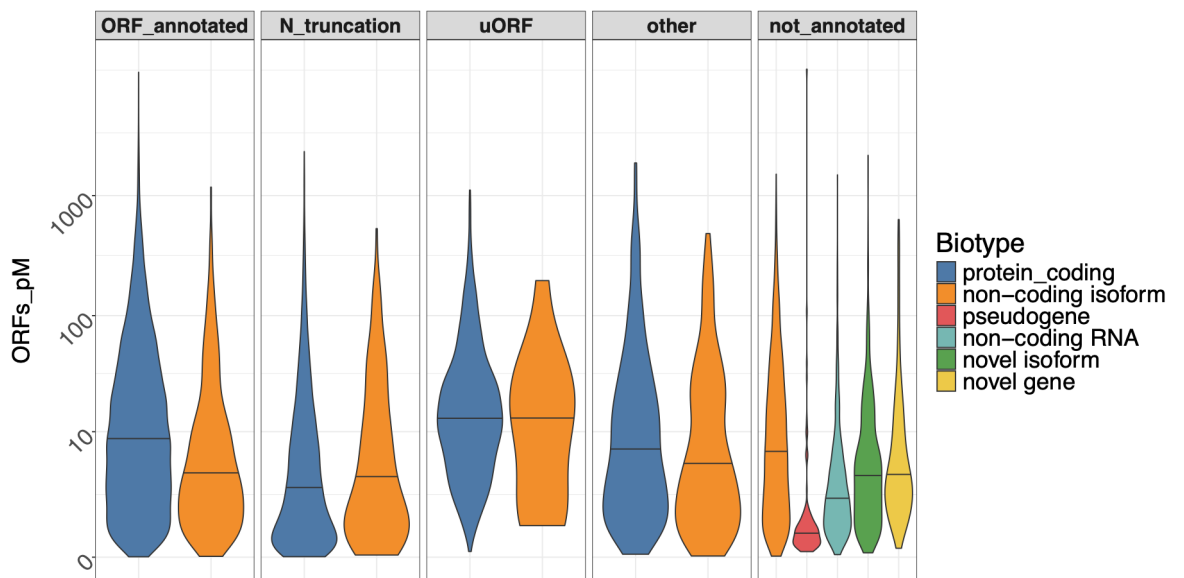 ORF_annotated
N_truncation
uORF
other
not_annotated
ORFs_pM
1000
100
10
0
Biotype
protein_coding
non−coding isoform
pseudogene
non−coding RNA
novel isoform
novel gene